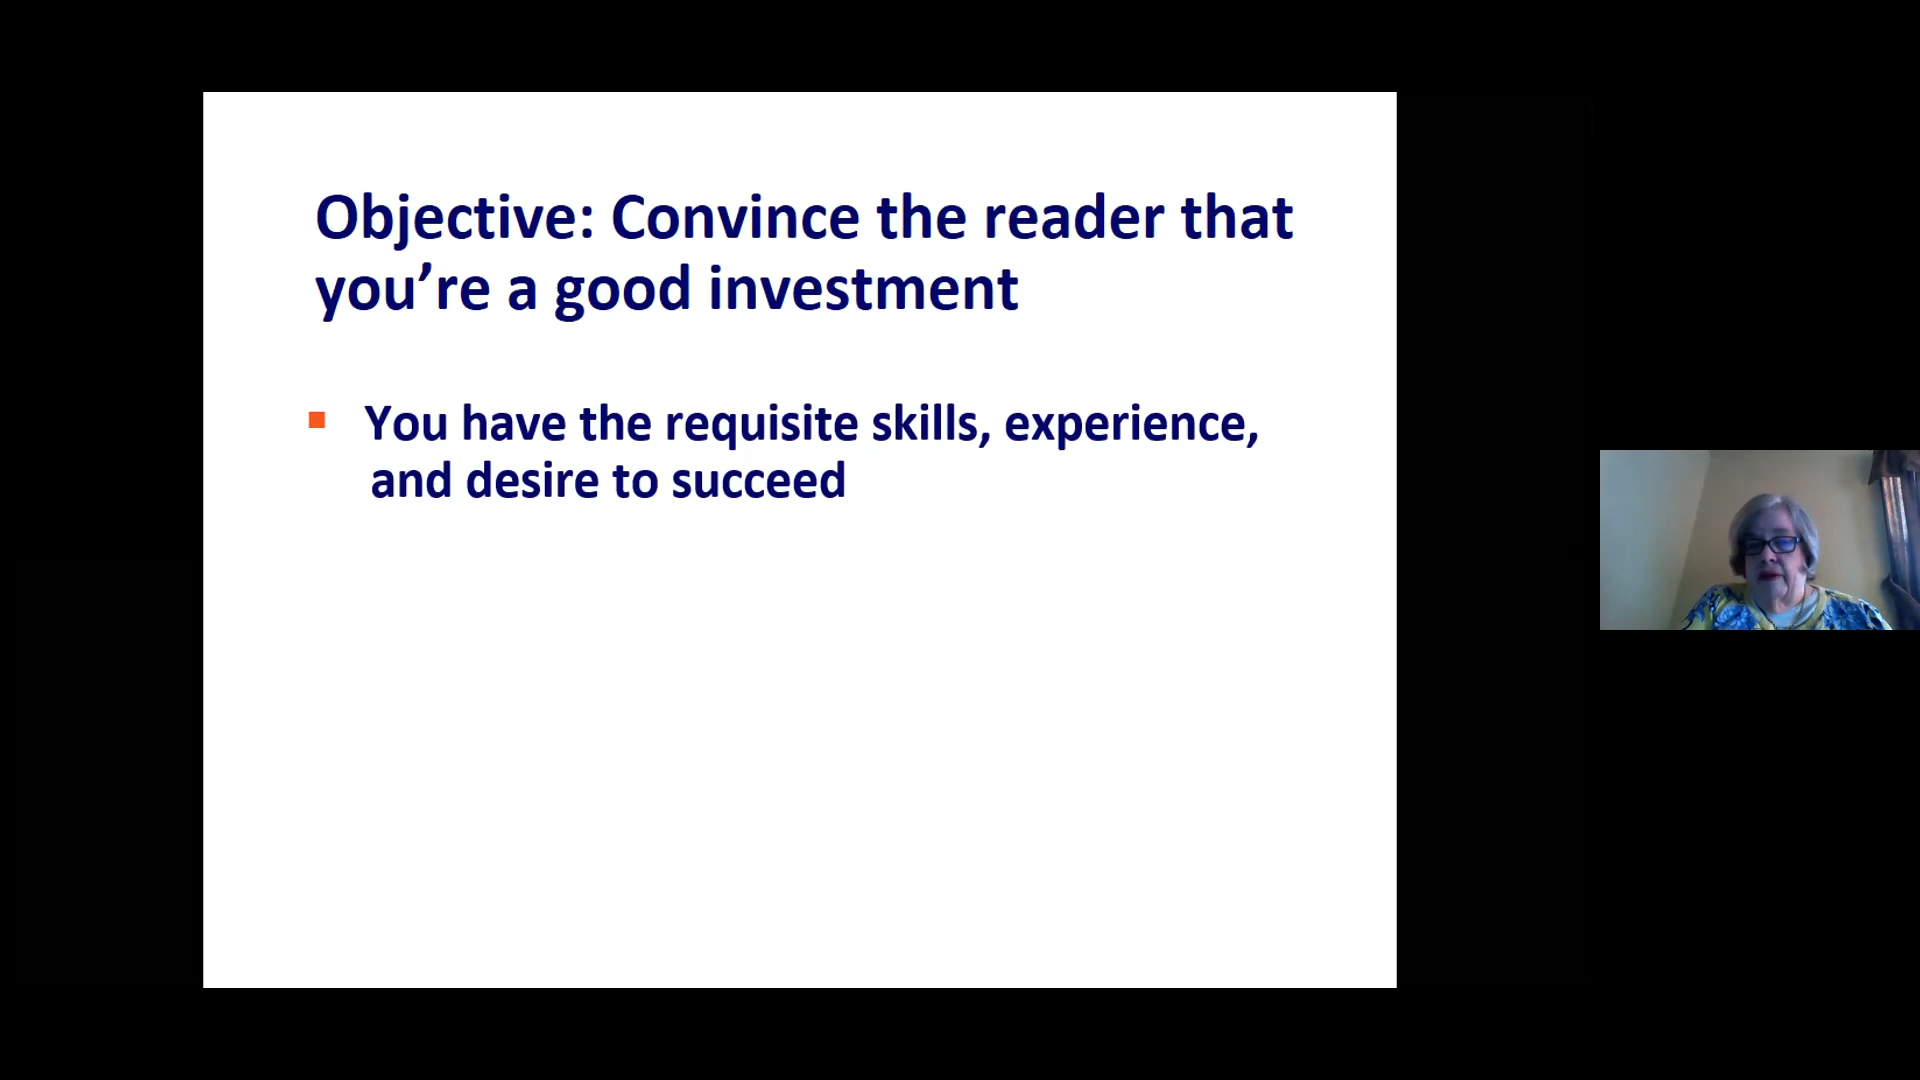 Objective: Convince the reader that
you’re a good investment
You have the requisite skills, experience,
and desire to succeed